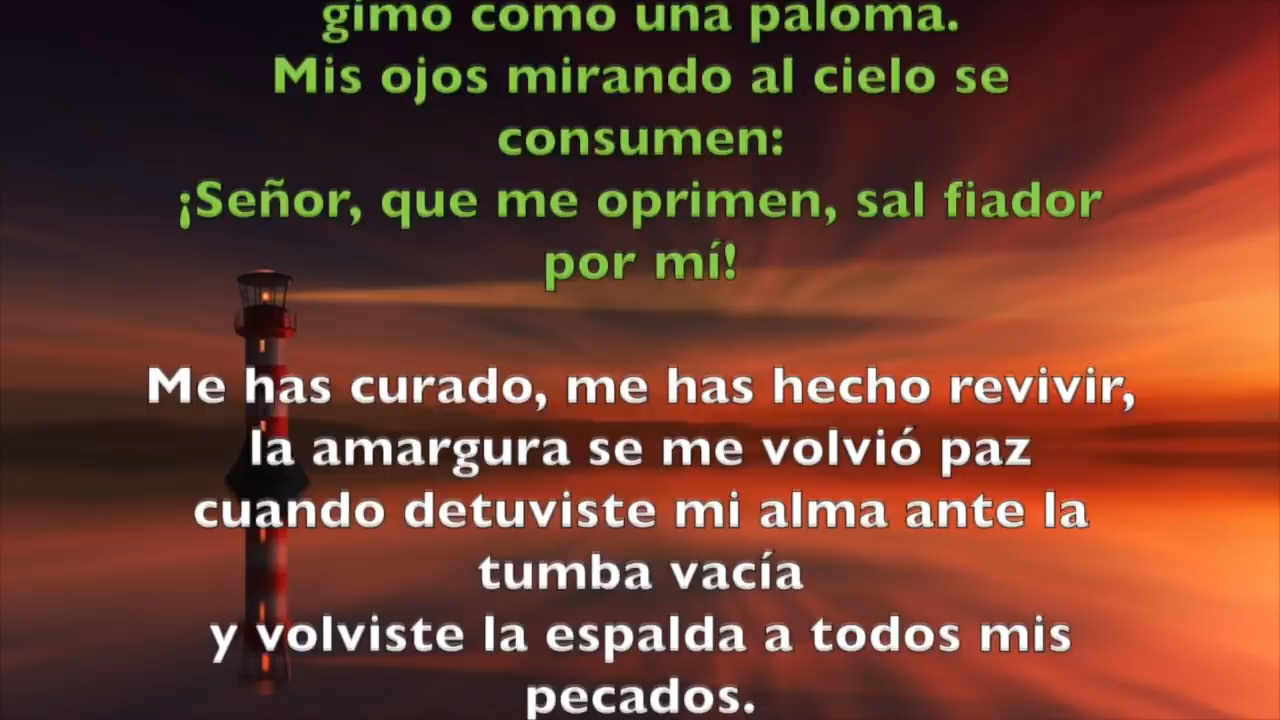 gimo como una paloma.
Mis ojos mirando al cielo se
consumen:
¡Señor, que me oprimen, sal fiador
por mí!
Me has curado, me has hecho revivir,
la amargura se me volvió paz
cuando detuviste mi alma ante la
tumba vacía
y volviste la espalda a todos mis
pecados.